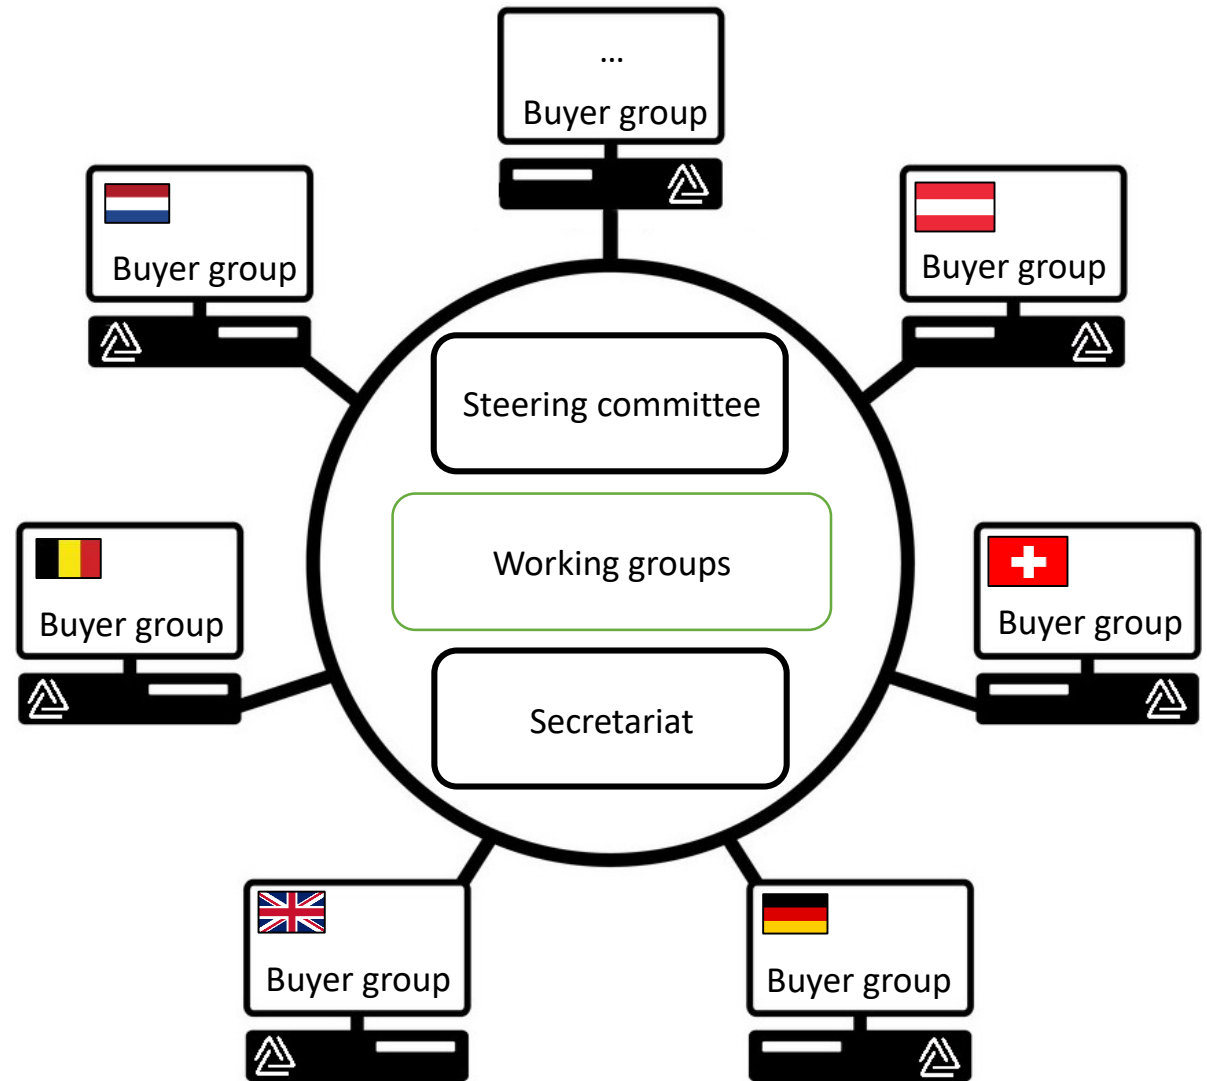 ...
Buyer group
Buyer group
Buyer group
Steering committee
Working groups
Buyer group
Buyer group
Secretariat
Buyer group
Buyer group